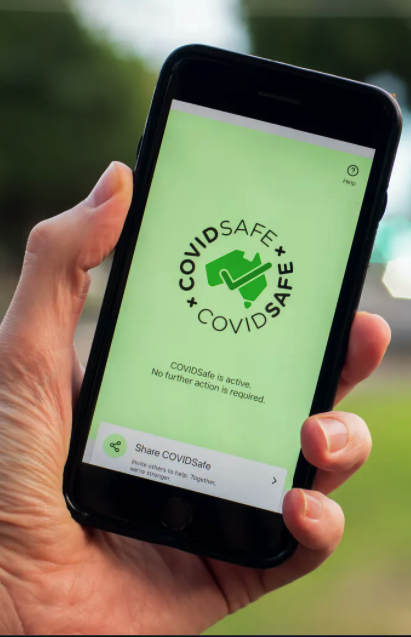 Help
COVIDSAFE +
COVIDSAFE +
COVIDSafe is active.
No further action is required.
Share COVIDSafe
Invite others to help. Together,
we're stronger.